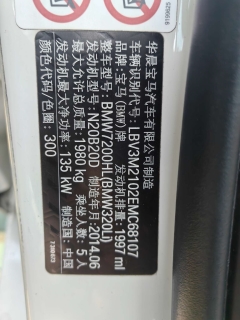 华晨宝马汽车有限公司制造
车辆识别代号: LBV3M2102EMC68107
品牌: 宝马(BMW)牌 发动机排量: 1997 ml
整车型号: BMW7200HL(BMW320Li)
发动机型号: N20B20D 制造年月: 2014.06
最大总质量: 1980 kg 乘坐人数: 5 人
发动机最大净功率: 135 kW 制造国: 中国
颜色代码/色圈: 300